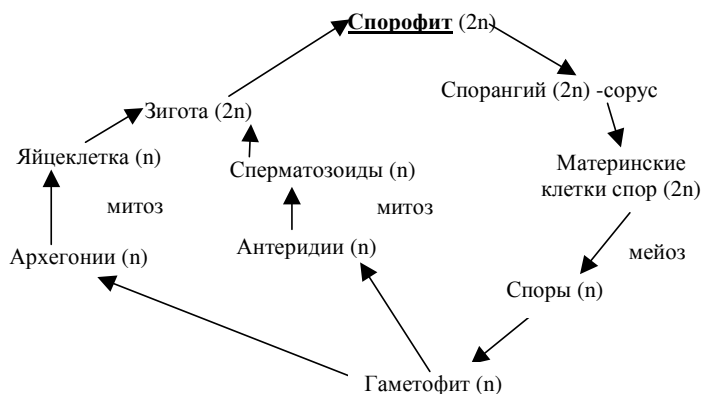 Спорофит (2n)
Спорангий (2n) -сорус
Зигота (2n)
Яйцеклетка (n)
Сперматозоиды (n)
Материнские
клетки спор (2n)
митоз
митоз
Антеридии (n)
Архегонии (n)
мейоз
Споры (n)
Гаметофит (n)